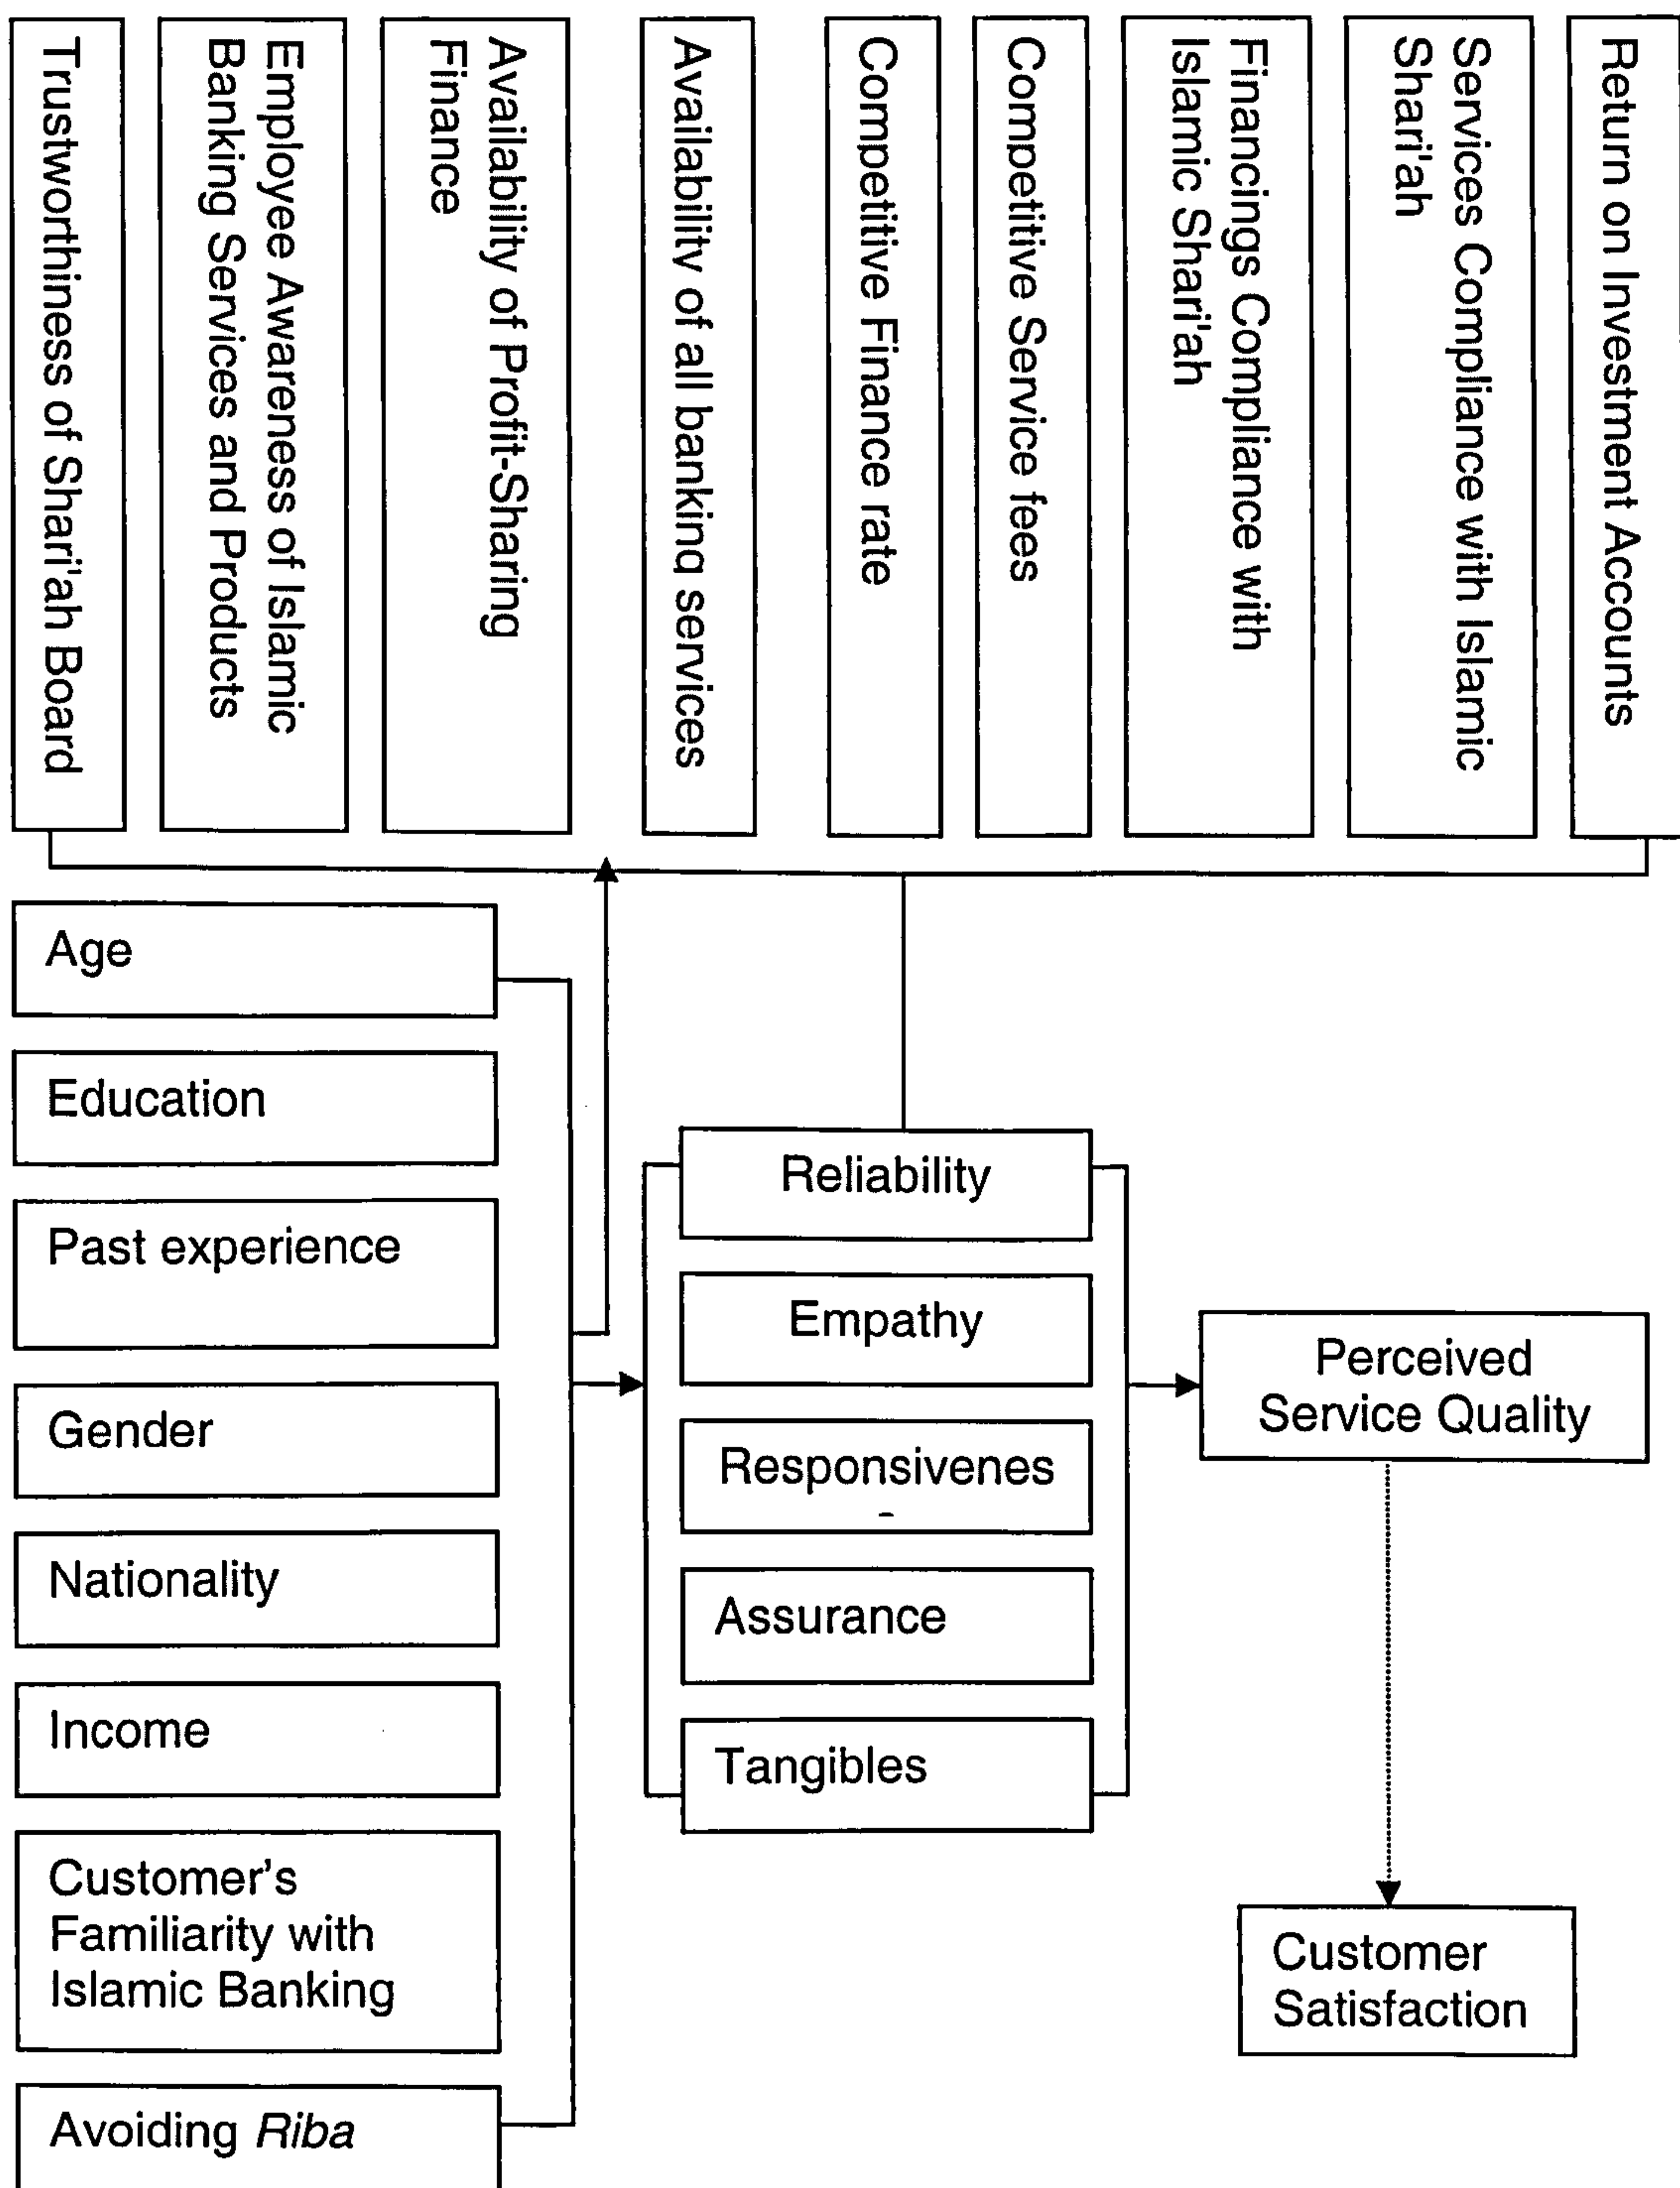 Trustworthiness of Shari'ah Board
Employee Awareness of Islamic
Banking Services and Products
Availability of Profit-Sharing
Finance
Availability of all banking services
Competitive Finance rate
Competitive Service fees
Financings Compliance with
Islamic Shari'ah
Services Compliance with Islamic
Shari'ah
Return on Investment Accounts
Age
Education
Past experience
Gender
Nationality
Income
Customer's
Familiarity with
Islamic Banking
Avoiding Riba
Reliability
Empathy
Responsivenes
Assurance
Tangibles
Perceived
Service Quality
Customer
Satisfaction